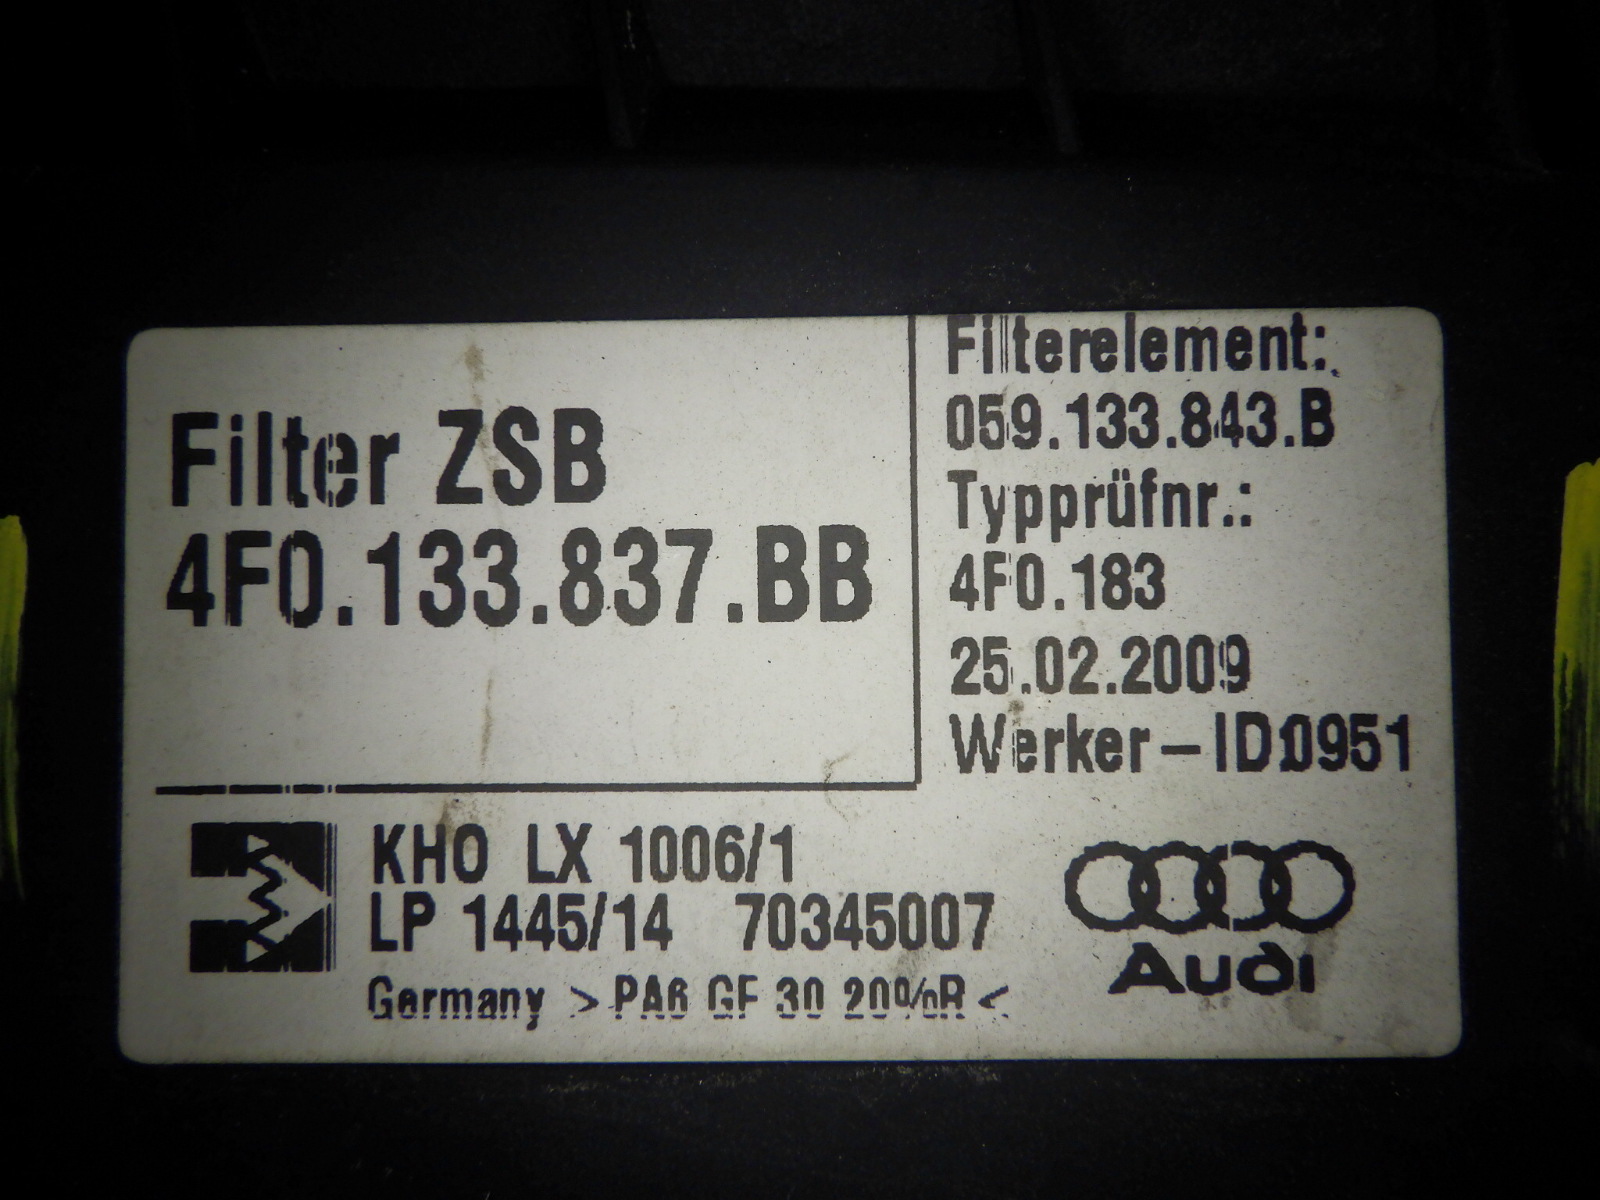 Filter ZSB
4F0.133.837.BB
Filterelement:
059.133.843.B
Typprüfnr.:
4F0.183
25.02.2009
Werker-ID0951
KHO LX 1006/1
LP 1445/14 70345007
Germany >PA6 GF 30 20%R<
Audi